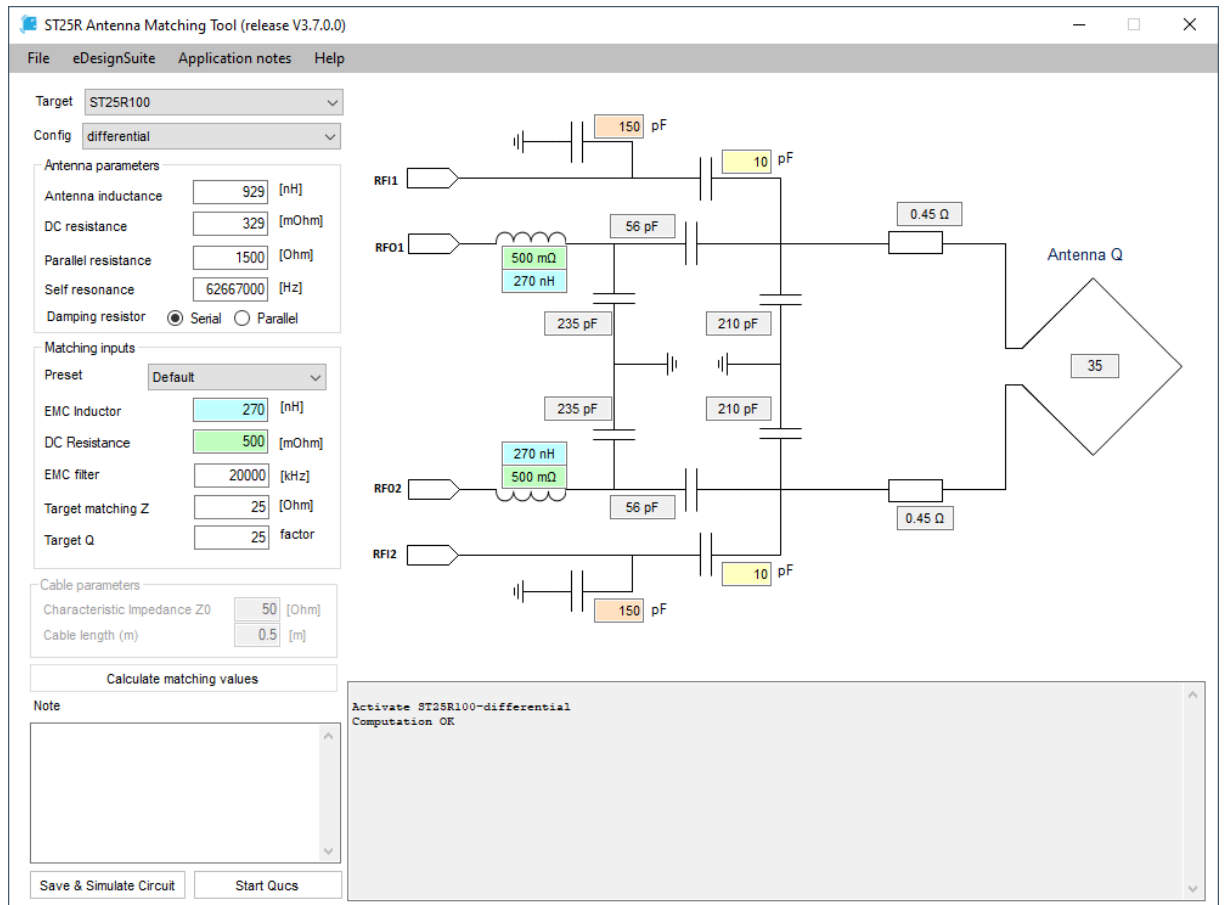 ST25R Antenna Matching Tool (release V3.7.0.0)
File eDesignSuite Application notes Help
Target ST25R100
Config differential
Antenna parameters
Antenna inductance 929 [nH]
DC resistance 329 [mOhm]
Parallel resistance 1500 [Ohm]
Self resonance 62667000 [Hz]
Damping resistor Serial Parallel
Matching inputs
Preset Default
EMC Inductor 270 [nH]
DC Resistance 500 [mOhm]
EMC filter 20000 [kHz]
Target matching Z 25 [Ohm]
Target Q 25 factor
Cable parameters
Characteristic Impedance Z0 50 [Ohm]
Cable length (m) 0.5 [m]
Calculate matching values
Note
Save & Simulate Circuit Start Qucs
150 pF
10 pF
RFI1
56 pF
0.45 Ω
RFO1
500 mΩ
270 nH
Antenna Q
235 pF 210 pF
35
235 pF 210 pF
270 nH
500 mΩ
RFO2
56 pF
0.45 Ω
RFI2
10 pF
150 pF
Activate ST25R100-differential
Computation OK